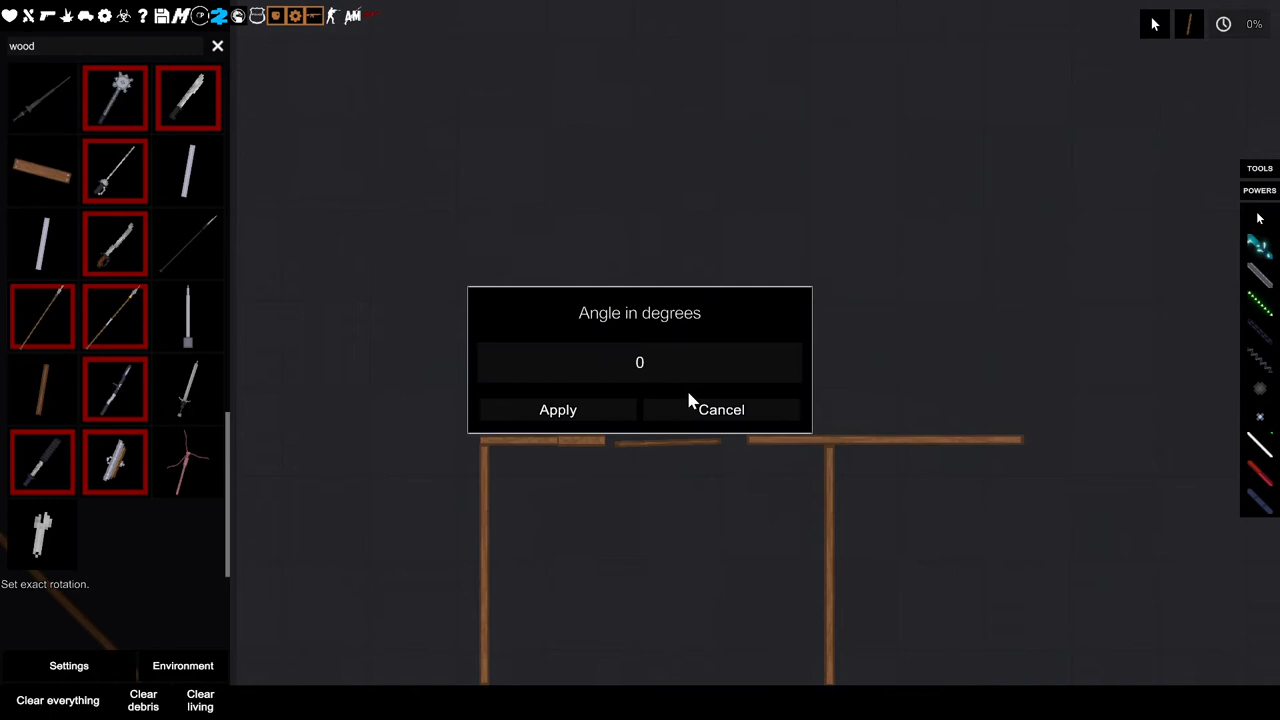 wood
0%
TOOLS
POWERS
Angle in degrees
0
Apply
Cancel
Set exact rotation.
Settings
Environment
Clear everything
Clear
debris
Clear
living
AM